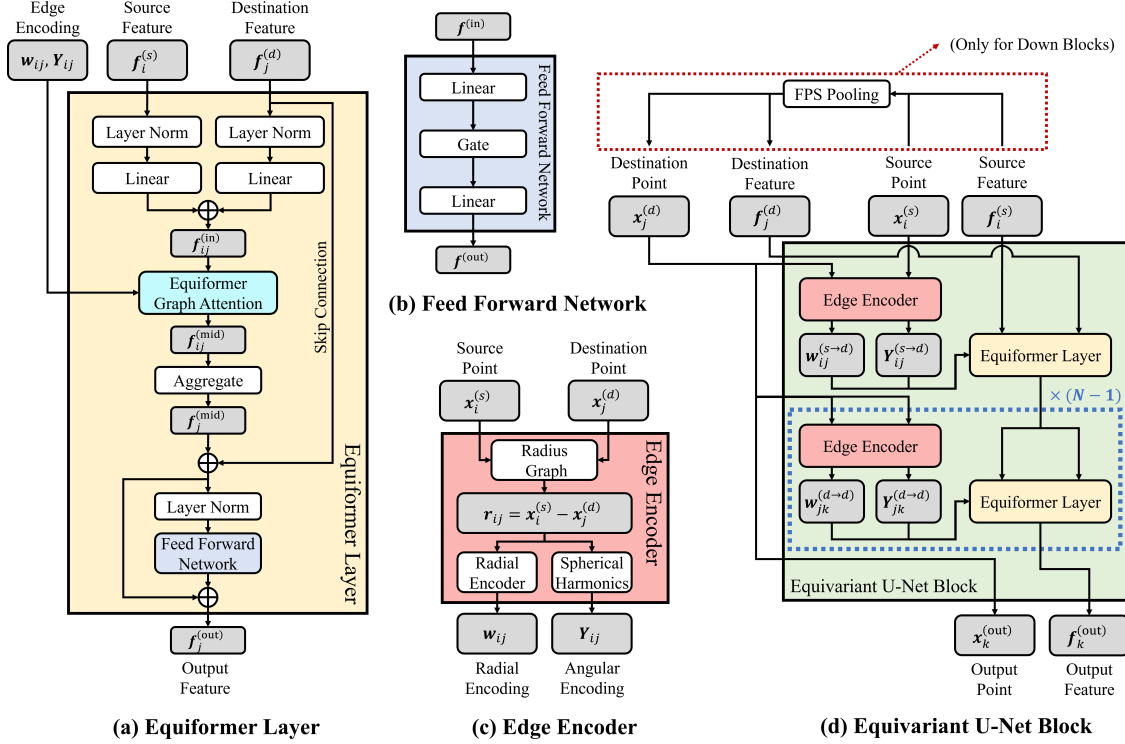 Edge
Encoding
Source
Feature
Destination
Feature
w_ij, Y_ij
f_i^(s)
f_j^(d)
Layer Norm
Layer Norm
Linear
Linear
f_ij^(in)
Equiformer
Graph Attention
f_ij^(mid)
Aggregate
f_j^(mid)
Skip Connection
Layer Norm
Feed Forward
Network
Equiformer Layer
f_j^(out)
Output
Feature
(a) Equiformer Layer
f^(in)
Linear
Gate
Linear
Feed Forward Network
f^(out)
(b) Feed Forward Network
Source
Point
Destination
Point
x_i^(s)
x_j^(d)
Radius
Graph
r_ij = x_i^(s) − x_j^(d)
Radial
Encoder
Spherical
Harmonics
Edge Encoder
w_ij
Y_ij
Radial
Encoding
Angular
Encoding
(c) Edge Encoder
(Only for Down Blocks)
FPS Pooling
Destination
Point
Destination
Feature
Source
Point
Source
Feature
x_j^(d)
f_j^(d)
x_i^(s)
f_i^(s)
Edge Encoder
w_ij^(s→d)
Y_ij^(s→d)
Equiformer Layer
× (N − 1)
Edge Encoder
w_jk^(d→d)
Y_jk^(d→d)
Equiformer Layer
Equivariant U-Net Block
x_k^(out)
f_k^(out)
Output
Point
Output
Feature
(d) Equivariant U-Net Block